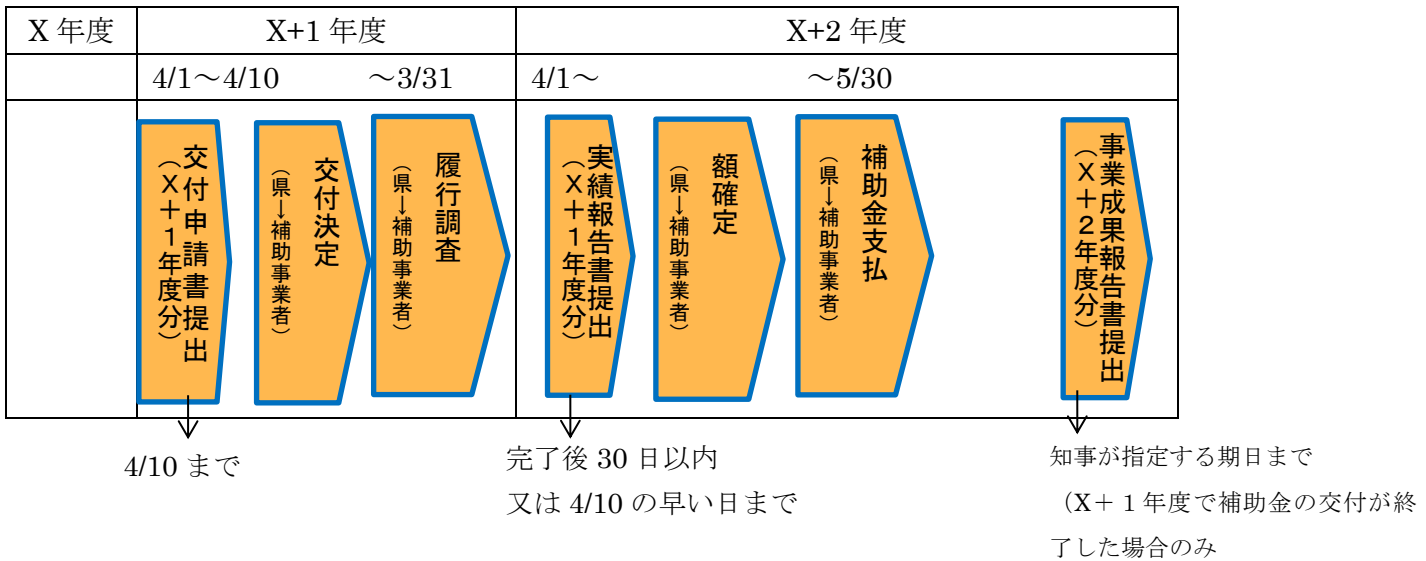 X 年度
X+1 年度
X+2 年度
4/1～4/10
～3/31
4/1～
～5/30
交付申請書提出
（Ｘ＋１年度分）
交付決定
（県→補助事業者）
履行調査
（県→補助事業者）
実績報告書提出
（Ｘ＋１年度分）
額確定
（県→補助事業者）
補助金支払
（県→補助事業者）
事業成果報告書提出
（Ｘ＋２年度分）
4/10 まで
完了後 30 日以内
又は 4/10 の早い日まで
知事が指定する期日まで
（X＋１年度で補助金の交付が終
了した場合のみ